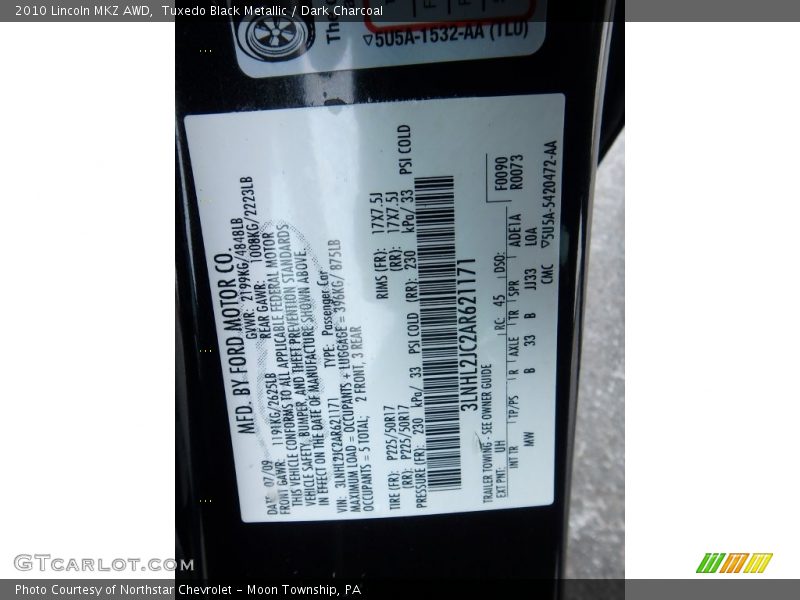 2010 Lincoln MKZ AWD,  Tuxedo Black Metallic / Dark Charcoal
5U5A-1532-AA (TLU)
MFD. BY FORD MOTOR CO.
DATE: 07/09 GVWR: 2199KG/4848LB
FRONT GAWR: 1191KG/2625LB REAR GAWR: 1008KG/2223LB
THIS VEHICLE CONFORMS TO ALL APPLICABLE FEDERAL MOTOR
VEHICLE SAFETY, BUMPER, AND THEFT PREVENTION STANDARDS
IN EFFECT ON THE DATE OF MANUFACTURE SHOWN ABOVE.
VIN: 3LNHL2JC2AR621171 TYPE: Passenger Car
MAXIMUM LOAD = OCCUPANTS + LUGGAGE = 396KG/ 875LB
OCCUPANTS = 5 TOTAL; 2 FRONT, 3 REAR
TIRE (FR): P225/50R17 RIMS (FR): 17X7.5J
(RR): P225/50R17 (RR): 17X7.5J
PRESSURE (FR): 230 kPa/ 33 PSI COLD (RR): 230 kPa/ 33 PSI COLD
3LNHL2JC2AR621171
TRAILER TOWING - SEE OWNER GUIDE
EXT PNT: UH RC: 45 DSO: F0090
R0073
INT TR TP/PS R AXLE TR SPR ADE1A
MW B 33 B JJ33 LOA
CMC 5U5A-5420472-AA
GTCARLOT.COM
Photo Courtesy of Northstar Chevrolet - Moon Township, PA